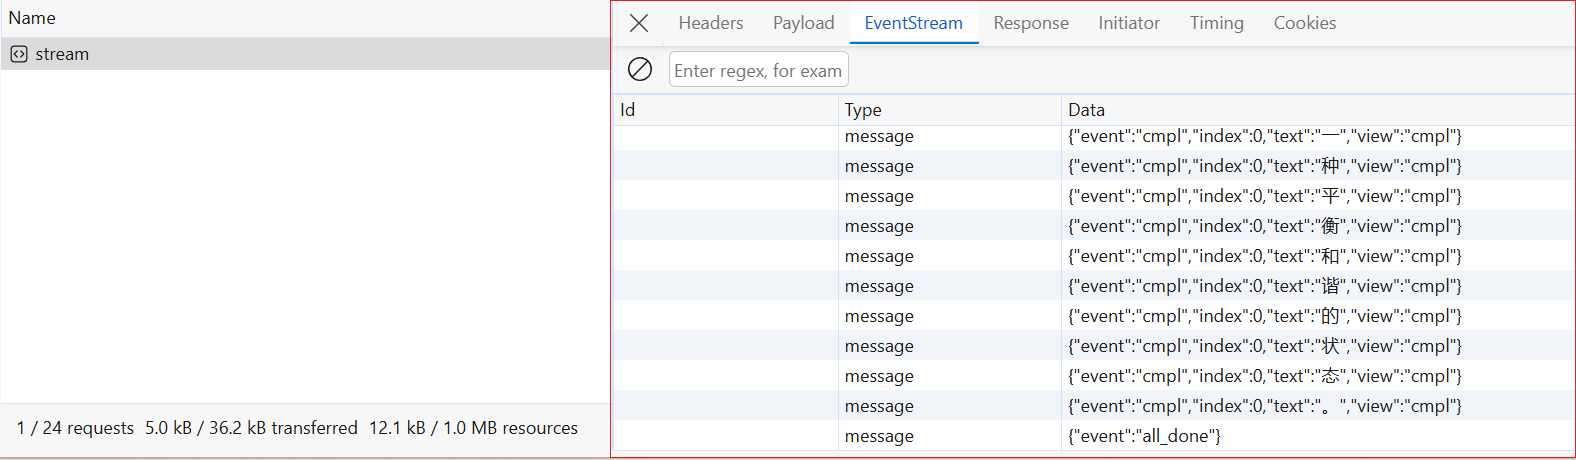 Name
stream
1 / 24 requests 5.0 kB / 36.2 kB transferred 12.1 kB / 1.0 MB resources
Headers Payload EventStream Response Initiator Timing Cookies
Enter regex, for exam
Id Type Data
message {"event":"cmpl","index":0,"text":"一","view":"cmpl"}
message {"event":"cmpl","index":0,"text":"种","view":"cmpl"}
message {"event":"cmpl","index":0,"text":"平","view":"cmpl"}
message {"event":"cmpl","index":0,"text":"衡","view":"cmpl"}
message {"event":"cmpl","index":0,"text":"和","view":"cmpl"}
message {"event":"cmpl","index":0,"text":"谐","view":"cmpl"}
message {"event":"cmpl","index":0,"text":"的","view":"cmpl"}
message {"event":"cmpl","index":0,"text":"状","view":"cmpl"}
message {"event":"cmpl","index":0,"text":"态","view":"cmpl"}
message {"event":"cmpl","index":0,"text":"。","view":"cmpl"}
message {"event":"all_done"}